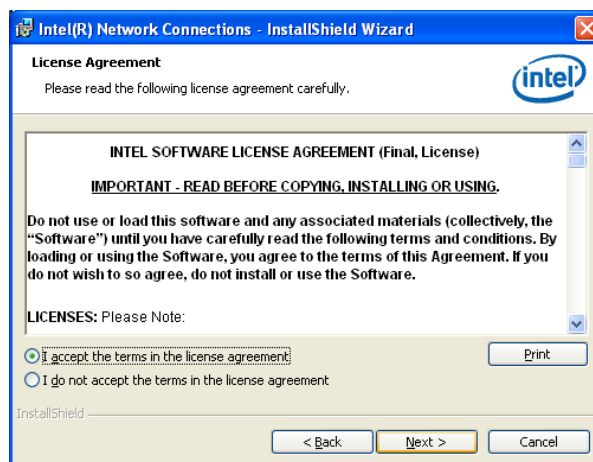 Intel(R) Network Connections - InstallShield Wizard
License Agreement
Please read the following license agreement carefully.
intel
INTEL SOFTWARE LICENSE AGREEMENT (Final, License)
IMPORTANT - READ BEFORE COPYING, INSTALLING OR USING.
Do not use or load this software and any associated materials (collectively, the
“Software”) until you have carefully read the following terms and conditions. By
loading or using the Software, you agree to the terms of this Agreement. If you
do not wish to so agree, do not install or use the Software.
LICENSES: Please Note:
I accept the terms in the license agreement
Print
I do not accept the terms in the license agreement
InstallShield
< Back
Next >
Cancel